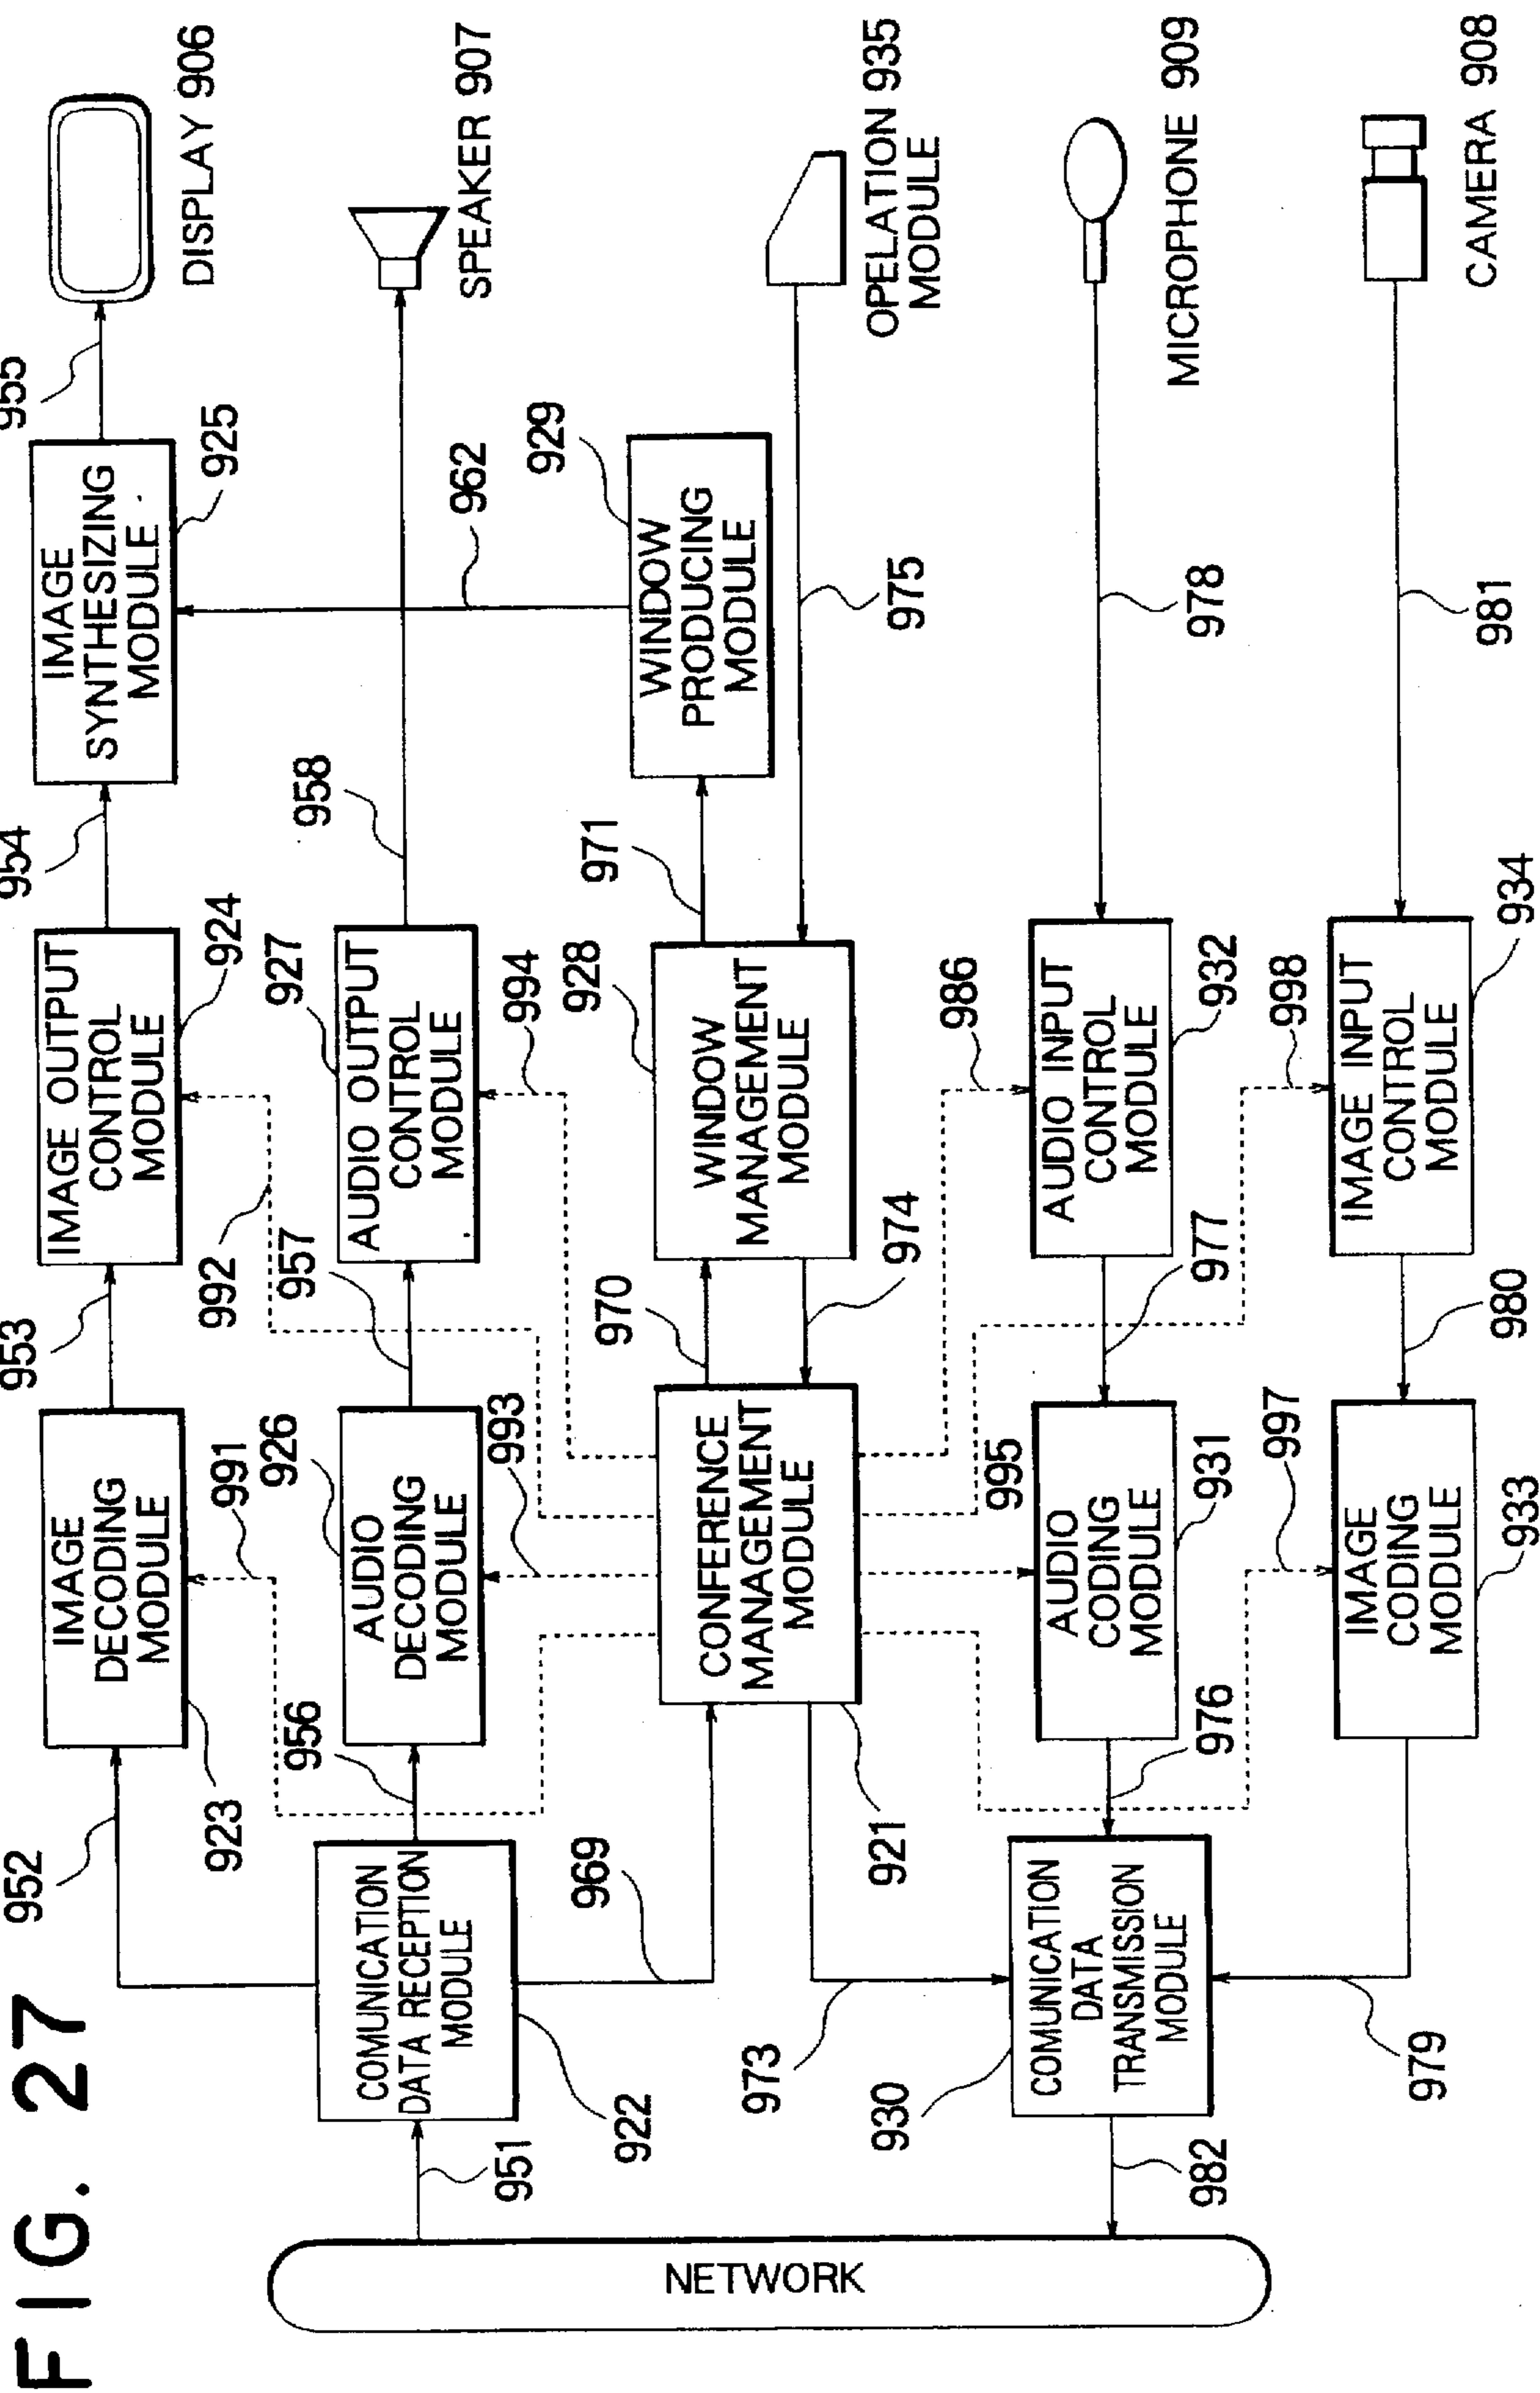 FIG. 27
955
DISPLAY 906
IMAGE
SYNTHESIZING
MODULE
925
954
IMAGE OUTPUT
CONTROL
MODULE
924
992
953
IMAGE
DECODING
MODULE
991
923
952
SPEAKER 907
962
958
927
AUDIO OUTPUT
CONTROL
MODULE
994
957
926
AUDIO
DECODING
MODULE
993
956
COMUNICATION
DATA RECEPTION
MODULE
922
951
969
OPELATION 935
MODULE
929
WINDOW
PRODUCING
MODULE
975
971
928
WINDOW
MANAGEMENT
MODULE
974
970
CONFERENCE
MANAGEMENT
MODULE
921
973
NETWORK
MICROPHONE 909
978
986
AUDIO INPUT
CONTROL
MODULE
932
977
995
AUDIO
CODING
MODULE
931
976
930
COMUNICATION
DATA
TRANSMISSION
MODULE
982
CAMERA 908
981
998
IMAGE INPUT
CONTROL
MODULE
934
980
997
IMAGE
CODING
MODULE
933
979